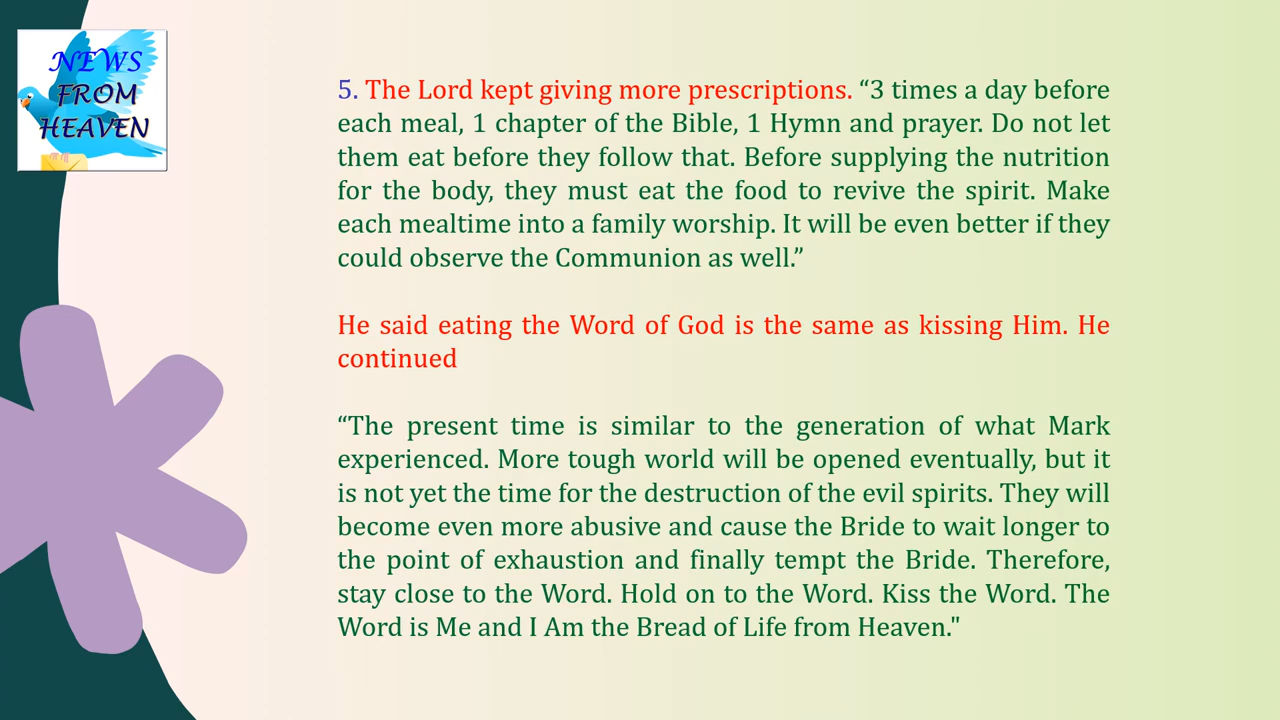 NEWS
FROM
HEAVEN
5. The Lord kept giving more prescriptions. “3 times a day before
each meal, 1 chapter of the Bible, 1 Hymn and prayer. Do not let
them eat before they follow that. Before supplying the nutrition
for the body, they must eat the food to revive the spirit. Make
each mealtime into a family worship. It will be even better if they
could observe the Communion as well.”
He said eating the Word of God is the same as kissing Him. He
continued
“The present time is similar to the generation of what Mark
experienced. More tough world will be opened eventually, but it
is not yet the time for the destruction of the evil spirits. They will
become even more abusive and cause the Bride to wait longer to
the point of exhaustion and finally tempt the Bride. Therefore,
stay close to the Word. Hold on to the Word. Kiss the Word. The
Word is Me and I Am the Bread of Life from Heaven."